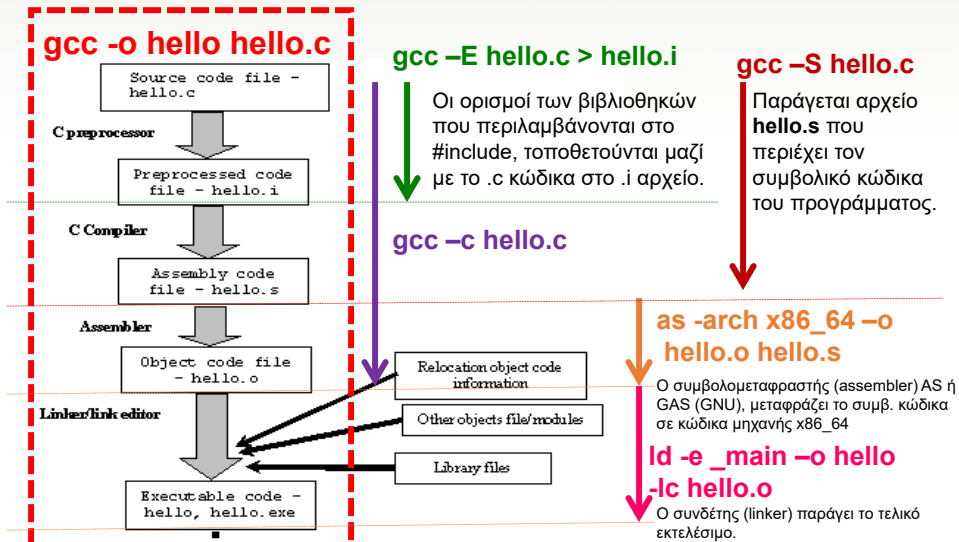 gcc -o hello hello.c
Source code file -
hello.c
C preprocessor
Preprocessed code
file - hello.i
C Compiler
Assembly code
file - hello.s
Assembler
Object code file
- hello.o
Linker/link editor
Executable code -
hello, hello.exe
Relocation object code
information
Other objects file/modules
Library files
gcc –E hello.c > hello.i
Οι ορισμοί των βιβλιοθηκών
που περιλαμβάνονται στο
#include, τοποθετούνται μαζί
με το .c κώδικα στο .i αρχείο.
gcc –c hello.c
gcc –S hello.c
Παράγεται αρχείο
hello.s που
περιέχει τον
συμβολικό κώδικα
του προγράμματος.
as -arch x86_64 –o
hello.o hello.s
Ο συμβολομεταφραστής (assembler) AS ή
GAS (GNU), μεταφράζει το συμβ. κώδικα
σε κώδικα μηχανής x86_64
ld -e _main –o hello
-lc hello.o
Ο συνδέτης (linker) παράγει το τελικό
εκτελέσιμο.